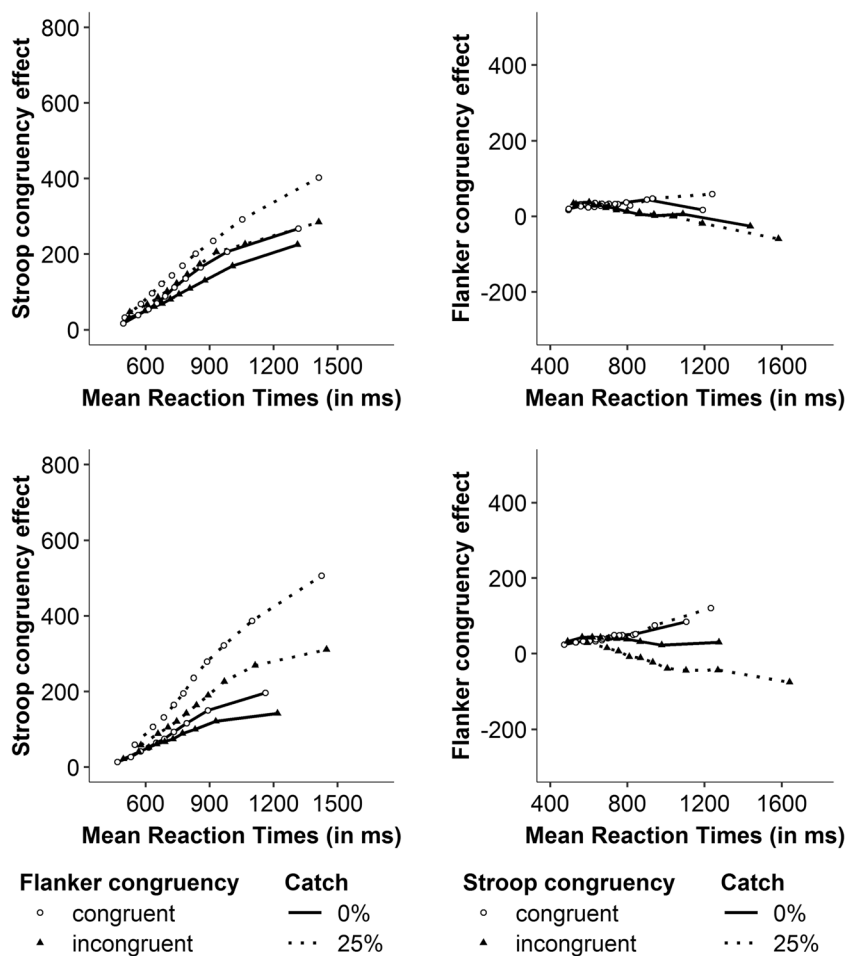 Stroop congruency effect
800
600
400
200
0
600 900 1200 1500
Mean Reaction Times (in ms)
Flanker congruency effect
400
200
0
-200
400 800 1200 1600
Mean Reaction Times (in ms)
Stroop congruency effect
800
600
400
200
0
600 900 1200 1500
Mean Reaction Times (in ms)
Flanker congruency effect
400
200
0
-200
400 800 1200 1600
Mean Reaction Times (in ms)
Flanker congruency
congruent
incongruent
Catch
0%
25%
Stroop congruency
congruent
incongruent
Catch
0%
25%